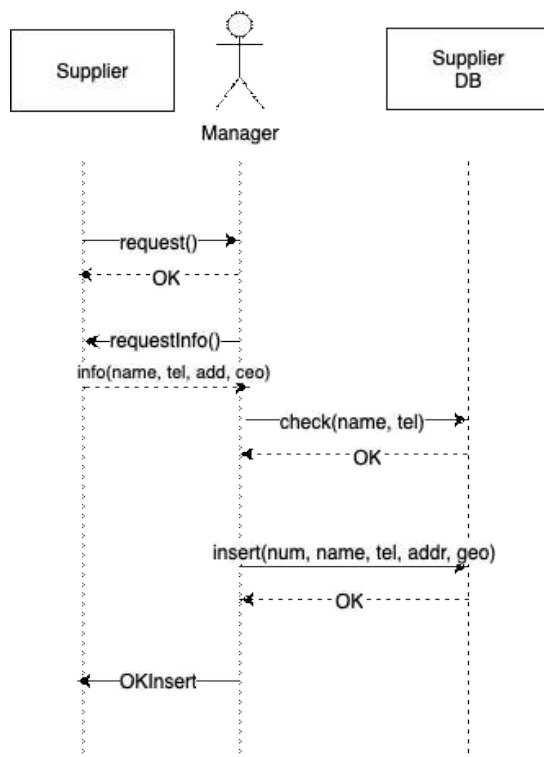 Supplier
Manager
Supplier
DB
request()
OK
requestInfo()
info(name, tel, add, ceo)
check(name, tel)
OK
insert(num, name, tel, addr, geo)
OK
OKInsert